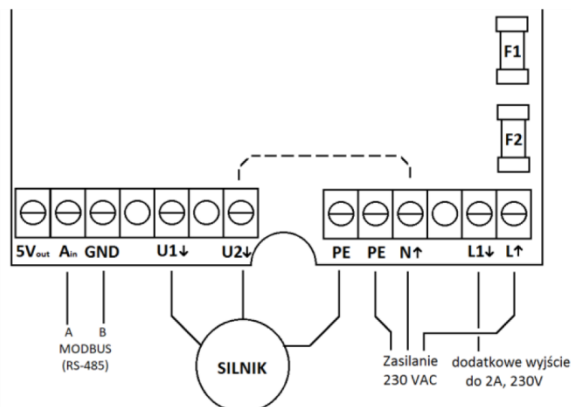 F1
F2
5Vout Ain GND U1↓ U2↓ PE PE N↑ L1↓ L↑
A B
MODBUS
(RS-485)
SILNIK
Zasilanie
230 VAC
dodatkowe wyjście
do 2A, 230V